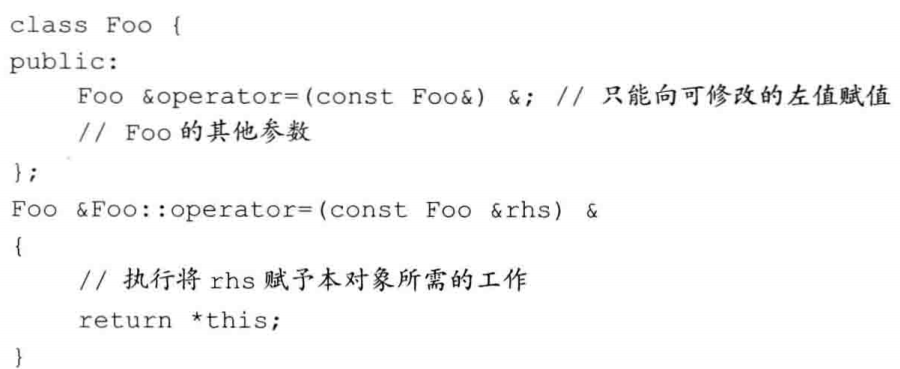 class Foo {
public:
    Foo &operator=(const Foo&) &; // 只能向可修改的左值赋值
    // Foo 的其他参数
};
Foo &Foo::operator=(const Foo &rhs) &
{
    // 执行将 rhs 赋予本对象所需的工作
    return *this;
}